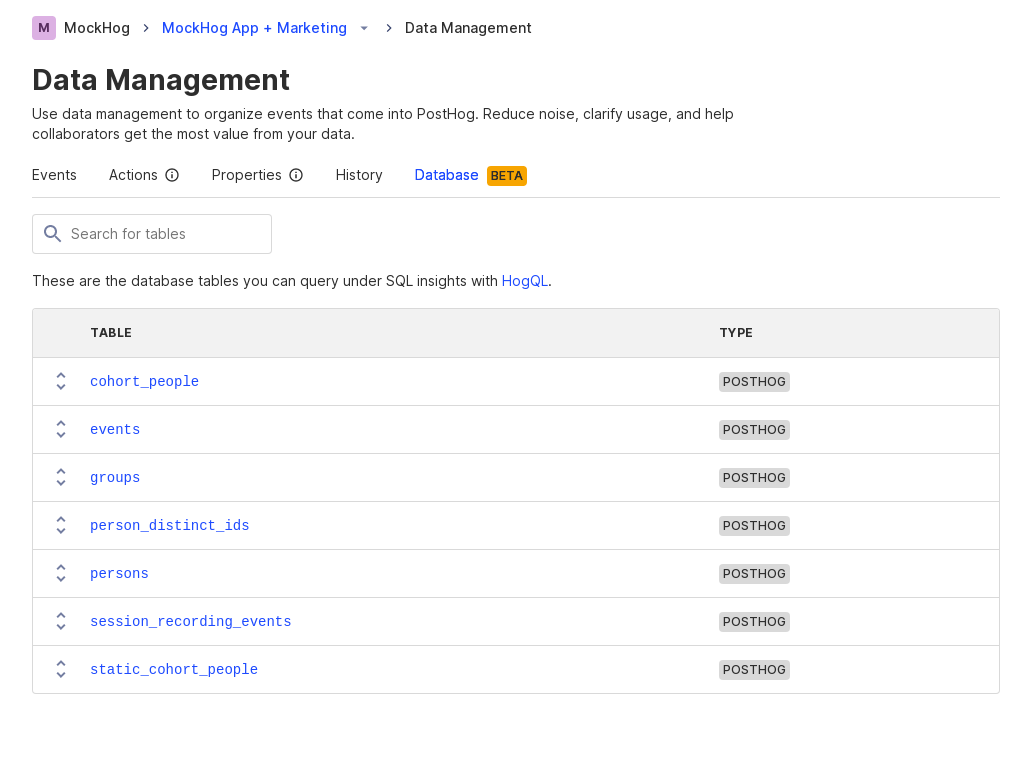 M MockHog MockHog App + Marketing Data Management
Data Management
Use data management to organize events that come into PostHog. Reduce noise, clarify usage, and help
collaborators get the most value from your data.
Events Actions Properties History Database BETA
Search for tables
These are the database tables you can query under SQL insights with HogQL.
TABLE TYPE
cohort_people POSTHOG
events POSTHOG
groups POSTHOG
person_distinct_ids POSTHOG
persons POSTHOG
session_recording_events POSTHOG
static_cohort_people POSTHOG